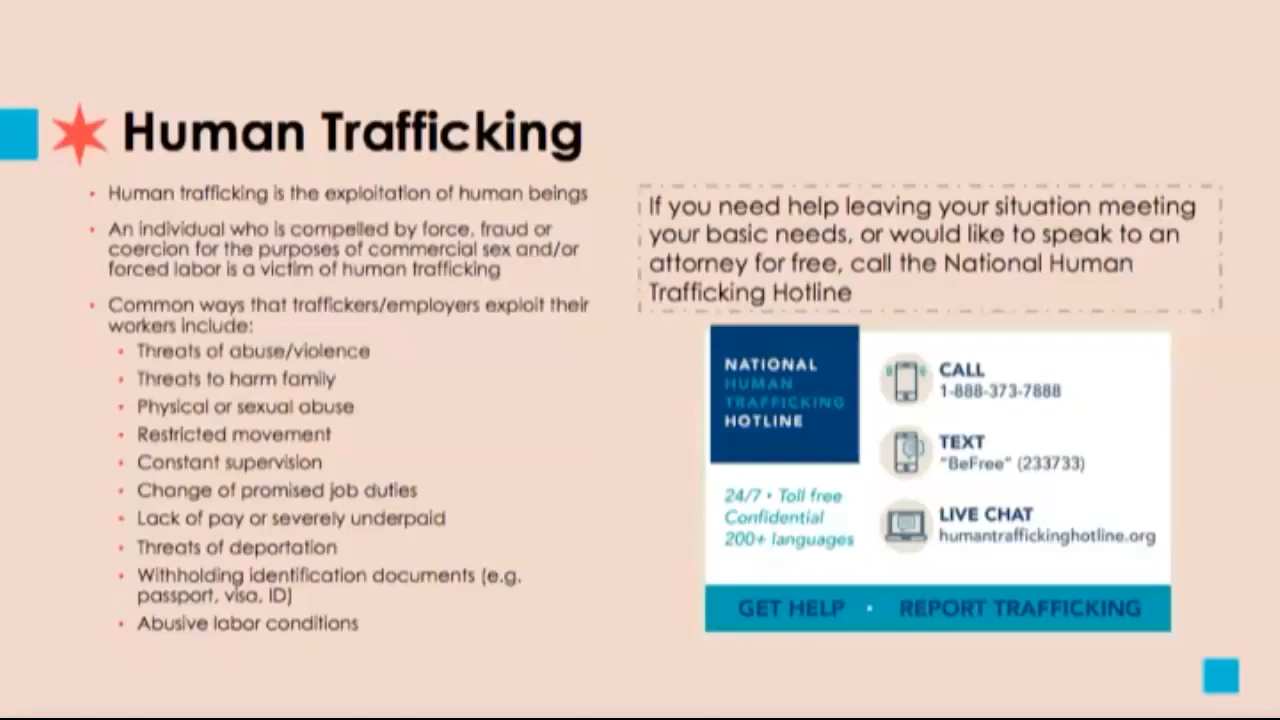 Human Trafficking
Human trafficking is the exploitation of human beings
An individual who is compelled by force, fraud or
coercion for the purposes of commercial sex and/or
forced labor is a victim of human trafficking
Common ways that traffickers/employers exploit their
workers include:
Threats of abuse/violence
Threats to harm family
Physical or sexual abuse
Restricted movement
Constant supervision
Change of promised job duties
Lack of pay or severely underpaid
Threats of deportation
Withholding identification documents (e.g.
passport, visa, ID)
Abusive labor conditions
If you need help leaving your situation meeting
your basic needs, or would like to speak to an
attorney for free, call the National Human
Trafficking Hotline
NATIONAL
HUMAN
TRAFFICKING
HOTLINE
24/7 • Toll free
Confidential
200+ languages
CALL
1-888-373-7888
TEXT
"BeFree" (233733)
LIVE CHAT
humantraffickinghotline.org
GET HELP • REPORT TRAFFICKING